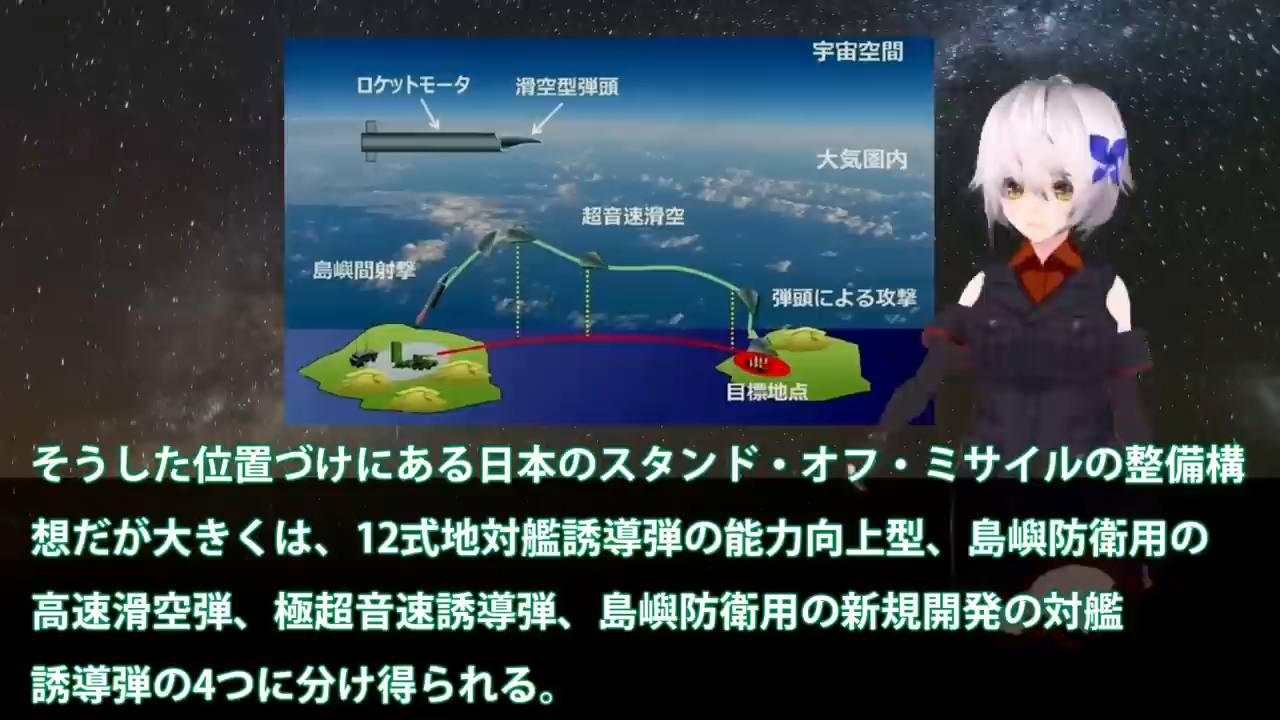 宇宙空間
ロケットモータ
滑空型弾頭
大気圏内
超音速滑空
島嶼間射撃
弾頭による攻撃
目標地点
そうした位置づけにある日本のスタンド・オフ・ミサイルの整備構
想だが大きくは、12式地対艦誘導弾の能力向上型、島嶼防衛用の
高速滑空弾、極超音速誘導弾、島嶼防衛用の新規開発の対艦
誘導弾の4つに分け得られる。